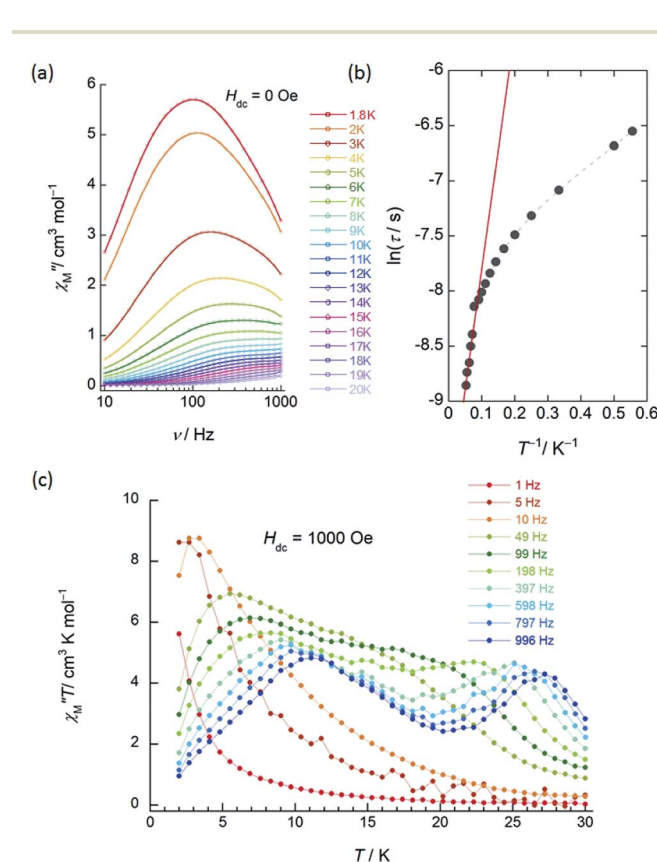 (a)
H_dc = 0 Oe
χ_M″/ cm³ mol⁻¹
6
5
4
3
2
1
0
10
100
1000
ν / Hz
1.8K
2K
3K
4K
5K
6K
7K
8K
9K
10K
11K
12K
13K
14K
15K
16K
17K
18K
19K
20K
(b)
ln(τ / s)
-6
-6.5
-7
-7.5
-8
-8.5
-9
0
0.1
0.2
0.3
0.4
0.5
0.6
T⁻¹/ K⁻¹
(c)
H_dc = 1000 Oe
χ_M″T/ cm³ K mol⁻¹
10
8
6
4
2
0
0
5
10
15
20
25
30
T / K
1 Hz
5 Hz
10 Hz
49 Hz
99 Hz
198 Hz
397 Hz
598 Hz
797 Hz
996 Hz